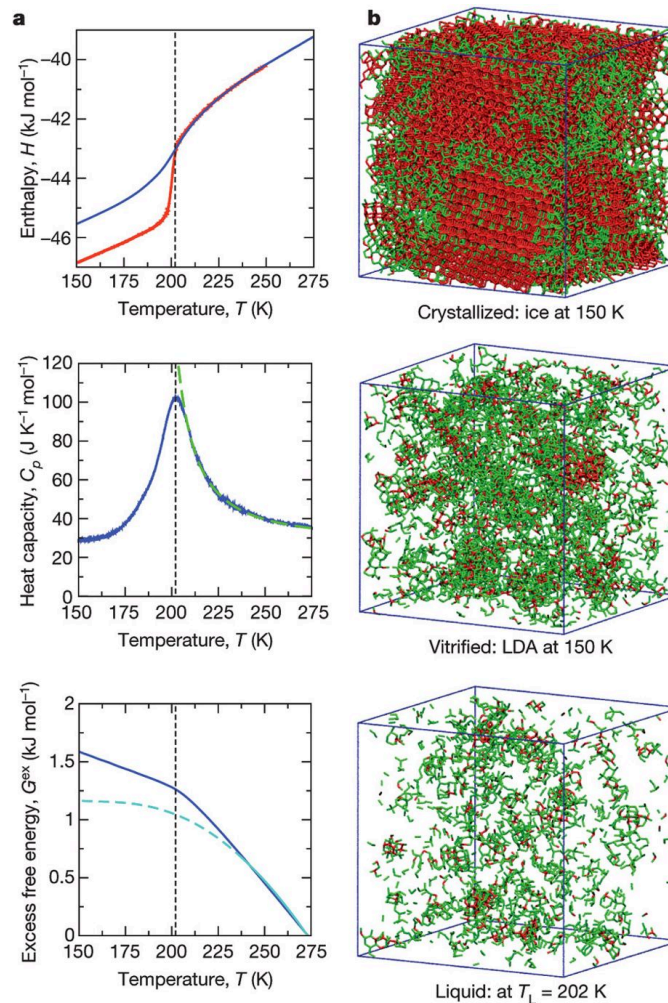 a
−40
−42
−44
−46
Enthalpy, H (kJ mol⁻¹)
150 175 200 225 250 275
Temperature, T (K)
120
100
80
60
40
20
0
Heat capacity, Cₚ (J K⁻¹ mol⁻¹)
150 175 200 225 250 275
Temperature, T (K)
2
1.5
1
0.5
0
Excess free energy, Gᵉˣ (kJ mol⁻¹)
150 175 200 225 250 275
Temperature, T (K)
b
Crystallized: ice at 150 K
Vitrified: LDA at 150 K
Liquid: at T_L = 202 K